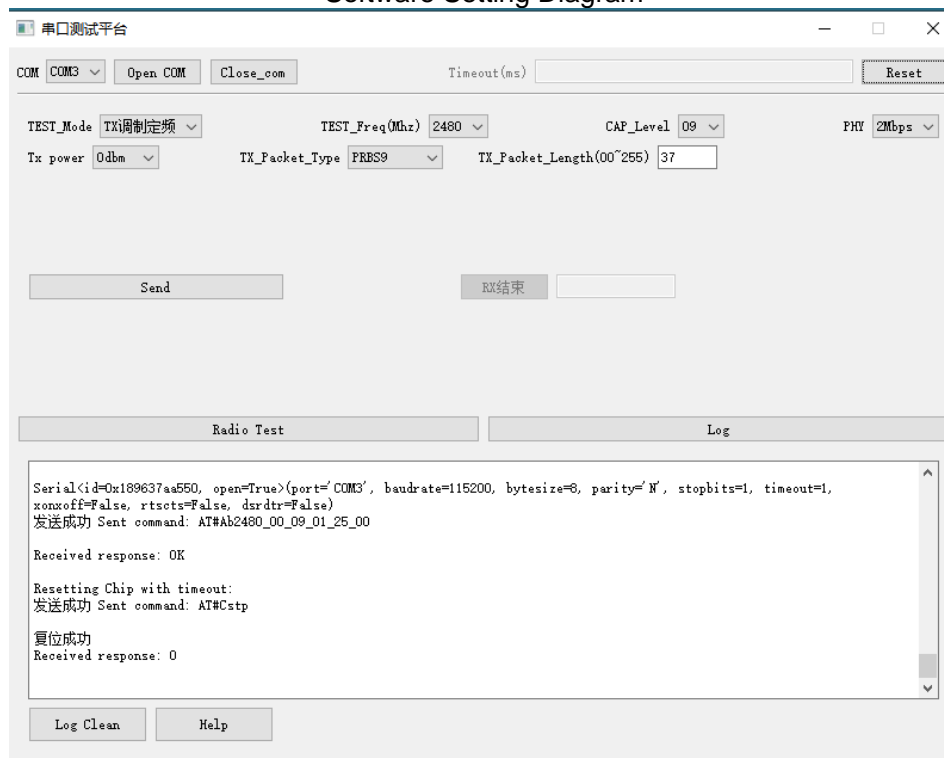 Software Setting Diagram
串口测试平台
COM COM3 Open COM Close_com Timeout(ms) Reset
TEST_Mode TX调制定频 TEST_Freq(Mhz) 2480 CAP_Level 09 PHY 2Mbps
Tx power 0dbm TX_Packet_Type PRBS9 TX_Packet_Length(00~255) 37
Send RX结束
Radio Test Log
Serial<id=0x189637aa550, open=True>(port='COM3', baudrate=115200, bytesize=8, parity='N', stopbits=1, timeout=1,
xonxoff=False, rtscts=False, dsrdtr=False)
发送成功 Sent command: AT#Ab2480_00_09_01_25_00
Received response: OK
Resetting Chip with timeout:
发送成功 Sent command: AT#Cstp
复位成功
Received response: 0
Log Clean Help